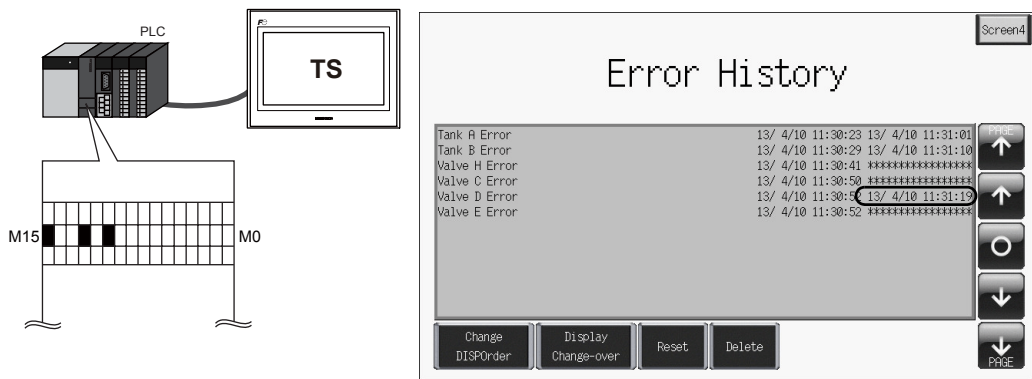 PLC
TS
M15
M0
Screen4
Error History
Tank A Error 13/ 4/10 11:30:23 13/ 4/10 11:31:01
Tank B Error 13/ 4/10 11:30:29 13/ 4/10 11:31:10
Valve H Error 13/ 4/10 11:30:41 *****************
Valve C Error 13/ 4/10 11:30:50 *****************
Valve D Error 13/ 4/10 11:30:52 13/ 4/10 11:31:19
Valve E Error 13/ 4/10 11:30:52 *****************
PAGE
Change
DISPOrder
Display
Change-over
Reset
Delete
PAGE